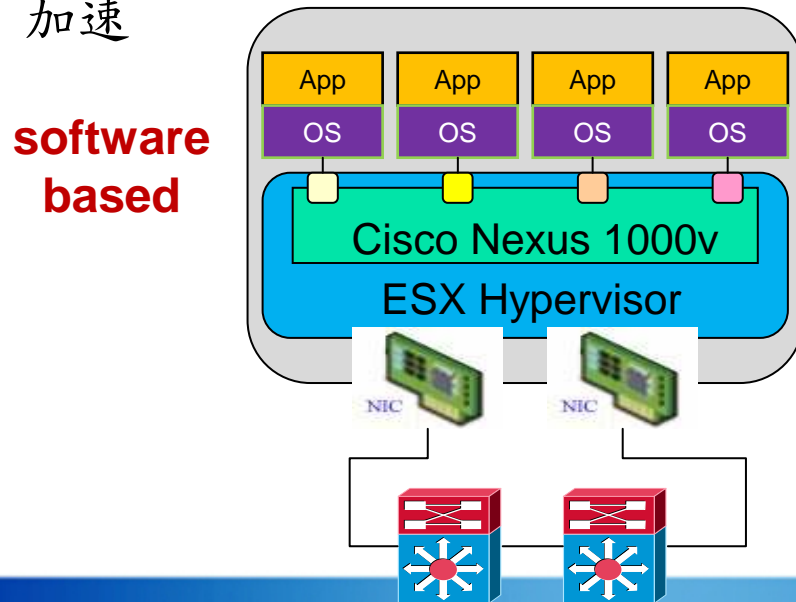 加速
software
based
App App App App
OS OS OS OS
Cisco Nexus 1000v
ESX Hypervisor
NIC NIC